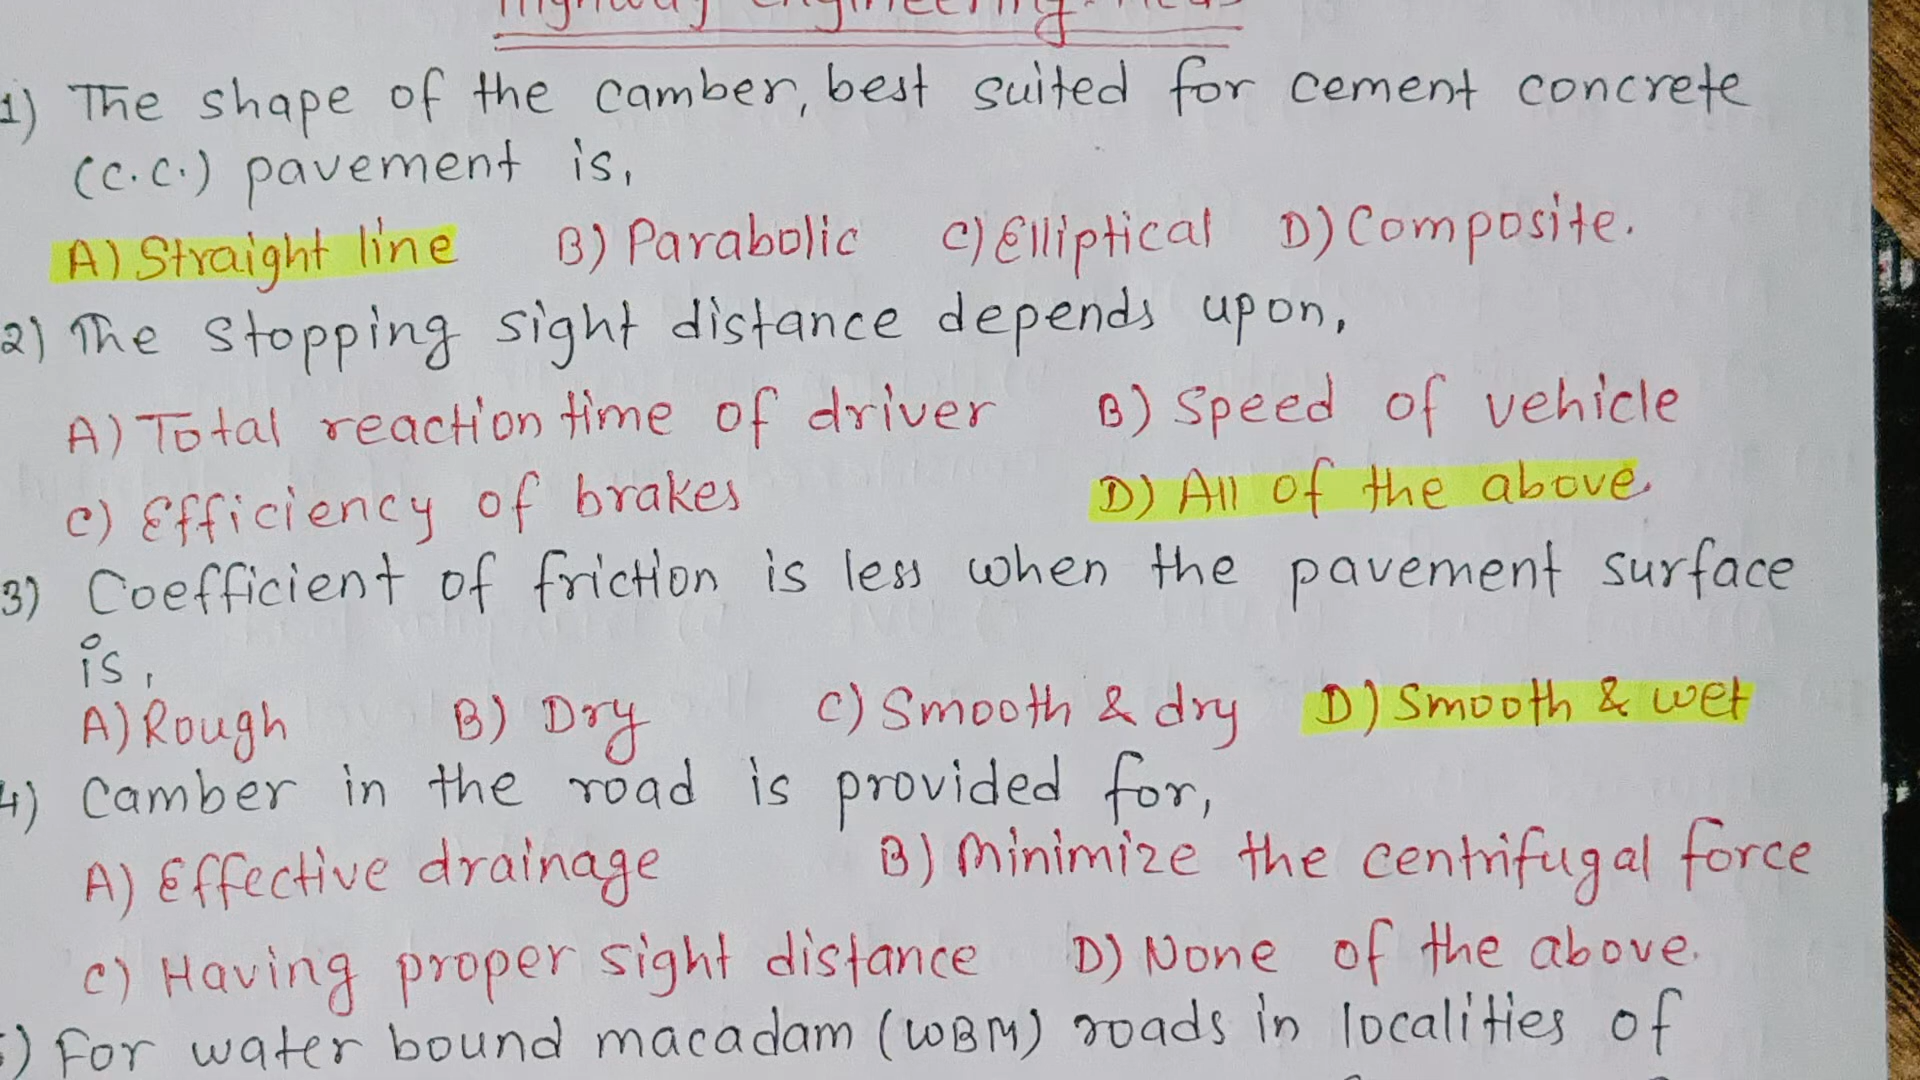 Highway Engineering MCQs
1) The shape of the camber, best suited for cement concrete
(C.C.) pavement is,
A) Straight line B) Parabolic C) Elliptical D) Composite.
2) The stopping sight distance depends upon,
A) Total reaction time of driver B) Speed of vehicle
C) Efficiency of brakes D) All of the above.
3) Coefficient of friction is less when the pavement surface
is,
A) Rough B) Dry C) Smooth & dry D) Smooth & wet
4) Camber in the road is provided for,
A) Effective drainage B) Minimize the centrifugal force
C) Having proper sight distance D) None of the above.
5) For water bound macadam (WBM) roads in localities of